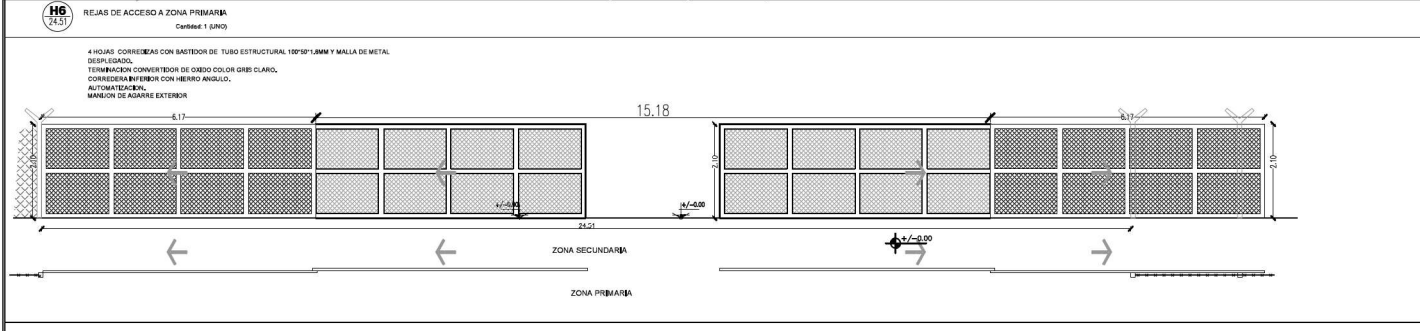 H6
24.51
REJAS DE ACCESO A ZONA PRIMARIA
Cantidad: 1 (UNO)
4 HOJAS CORREDIZAS CON BASTIDOR DE TUBO ESTRUCTURAL 100*50*1,6MM Y MALLA DE METAL
DESPLEGADO.
TERMINACION CONVERTIDOR DE OXIDO COLOR GRIS CLARO.
CORREDERA INFERIOR CON HIERRO ANGULO.
AUTOMATIZACION.
MANIJON DE AGARRE EXTERIOR
6.17
15.18
6.17
2.10
2.10
2.10
+/-0.00
+/-0.00
24.51
ZONA SECUNDARIA
+/-0.00
ZONA PRIMARIA